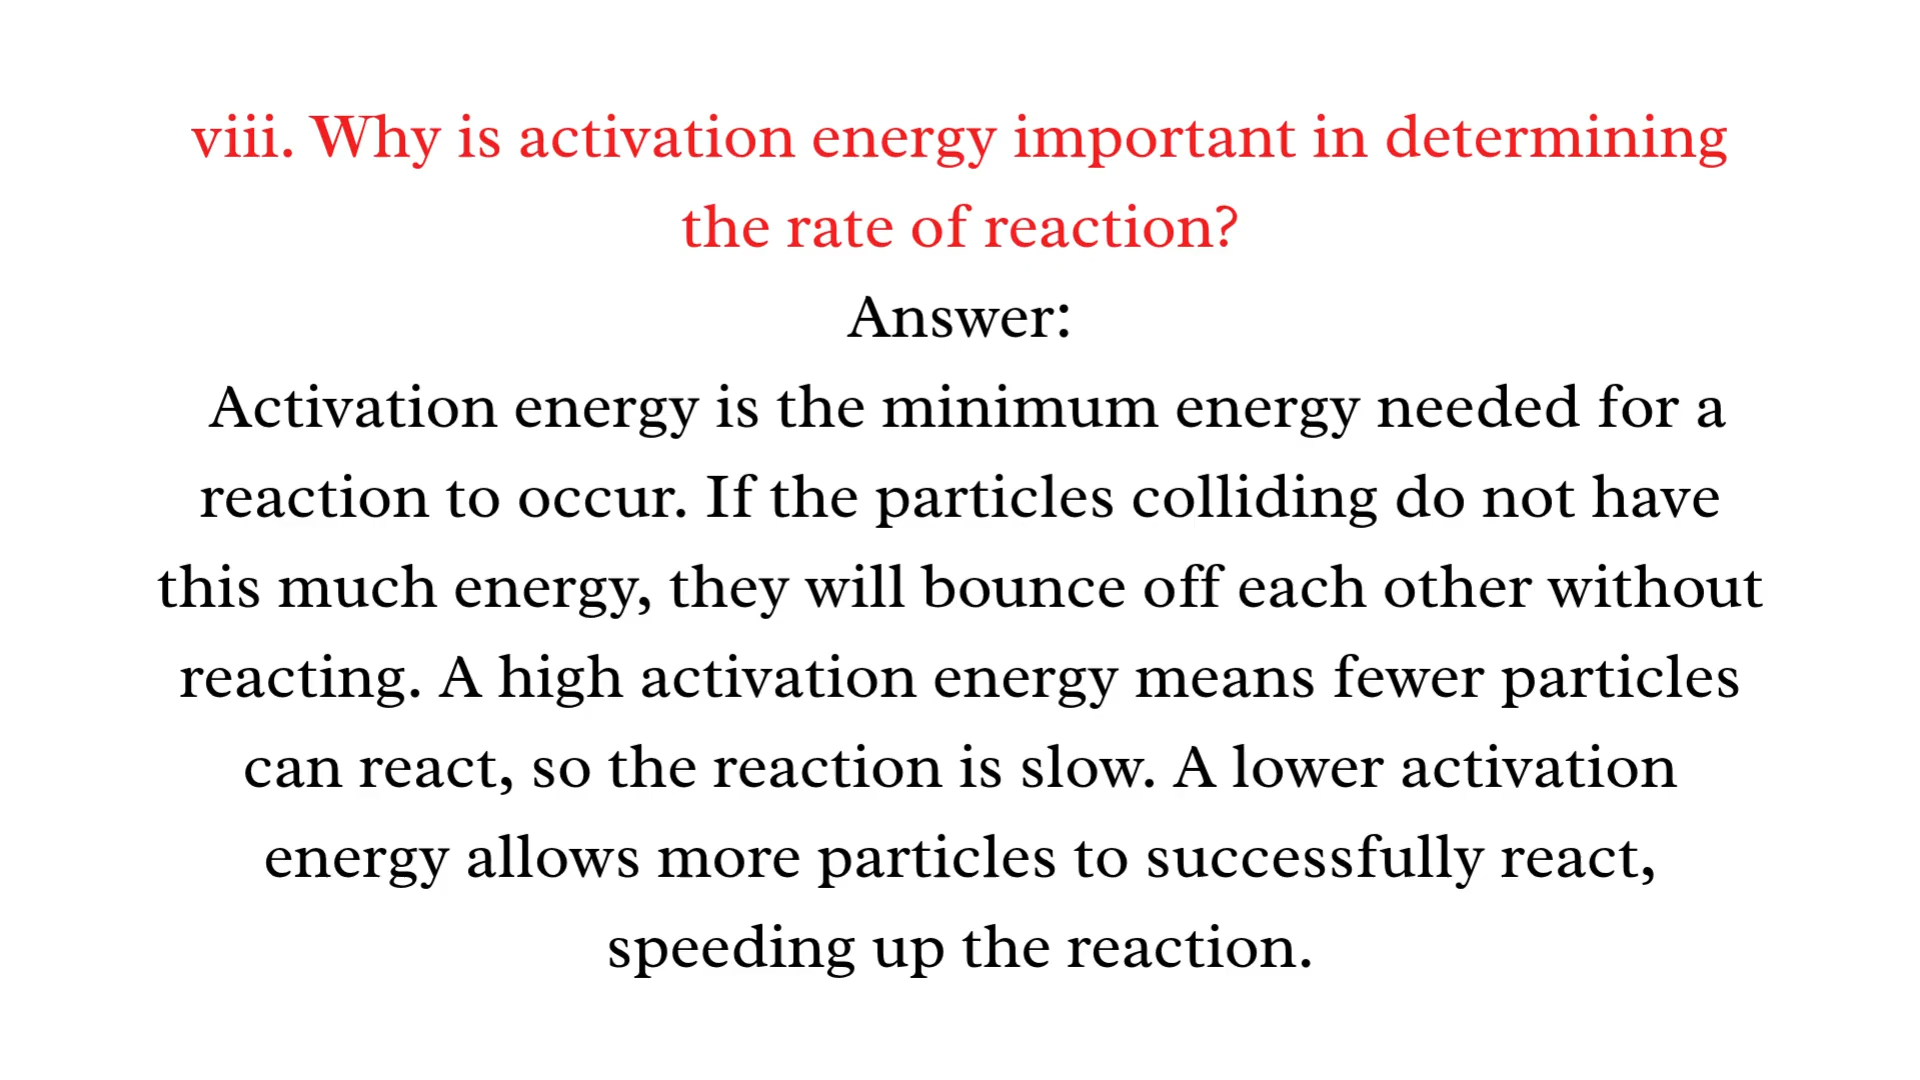 viii. Why is activation energy important in determining
the rate of reaction?
Answer:
Activation energy is the minimum energy needed for a
reaction to occur. If the particles colliding do not have
this much energy, they will bounce off each other without
reacting. A high activation energy means fewer particles
can react, so the reaction is slow. A lower activation
energy allows more particles to successfully react,
speeding up the reaction.